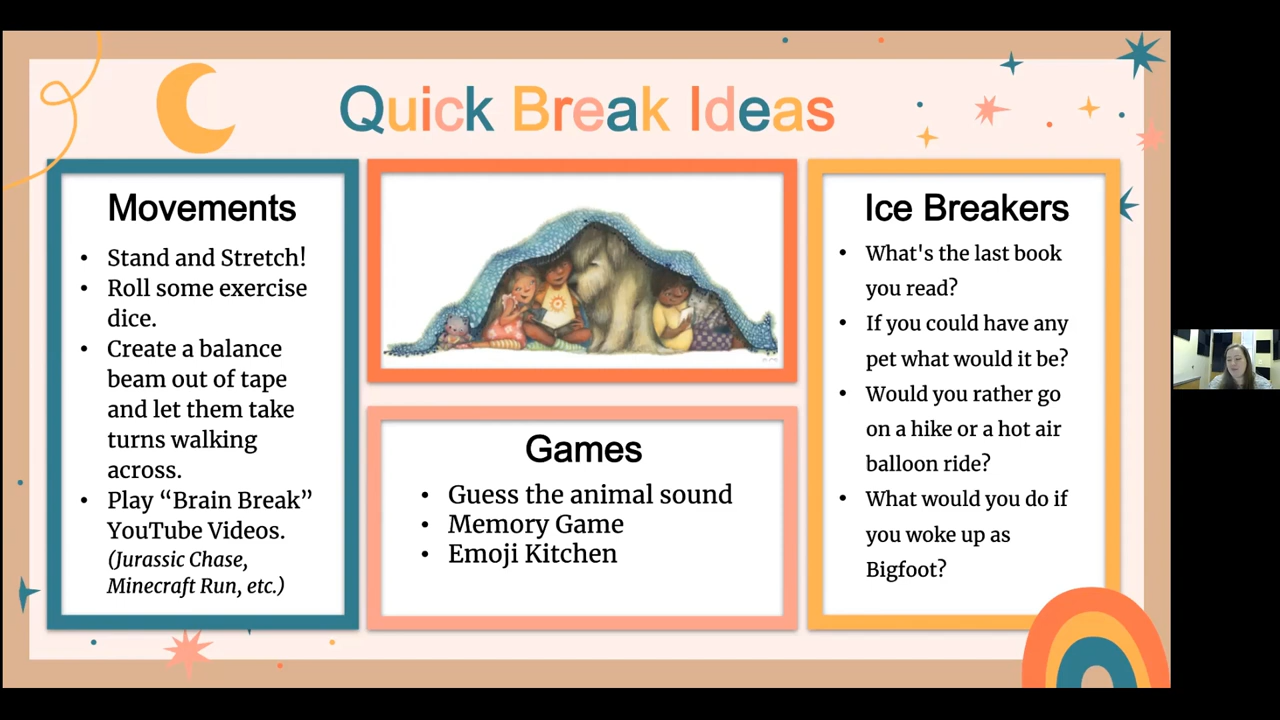 Quick Break Ideas
Movements
• Stand and Stretch!
• Roll some exercise
dice.
• Create a balance
beam out of tape
and let them take
turns walking
across.
• Play “Brain Break”
YouTube Videos.
(Jurassic Chase,
Minecraft Run, etc.)
Games
• Guess the animal sound
• Memory Game
• Emoji Kitchen
Ice Breakers
• What's the last book
you read?
• If you could have any
pet what would it be?
• Would you rather go
on a hike or a hot air
balloon ride?
• What would you do if
you woke up as
Bigfoot?